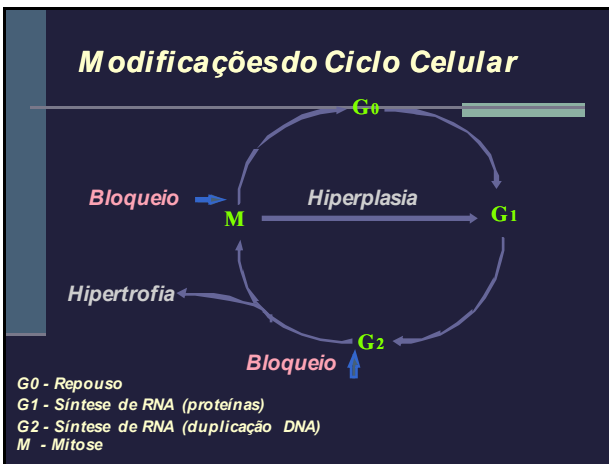 Modificaçõesdo Ciclo Celular
G0
Bloqueio
Hiperplasia
M
G1
Hipertrofia
G2
Bloqueio
G0 - Repouso
G1 - Síntese de RNA (proteínas)
G2 - Síntese de RNA (duplicação DNA)
M - Mitose